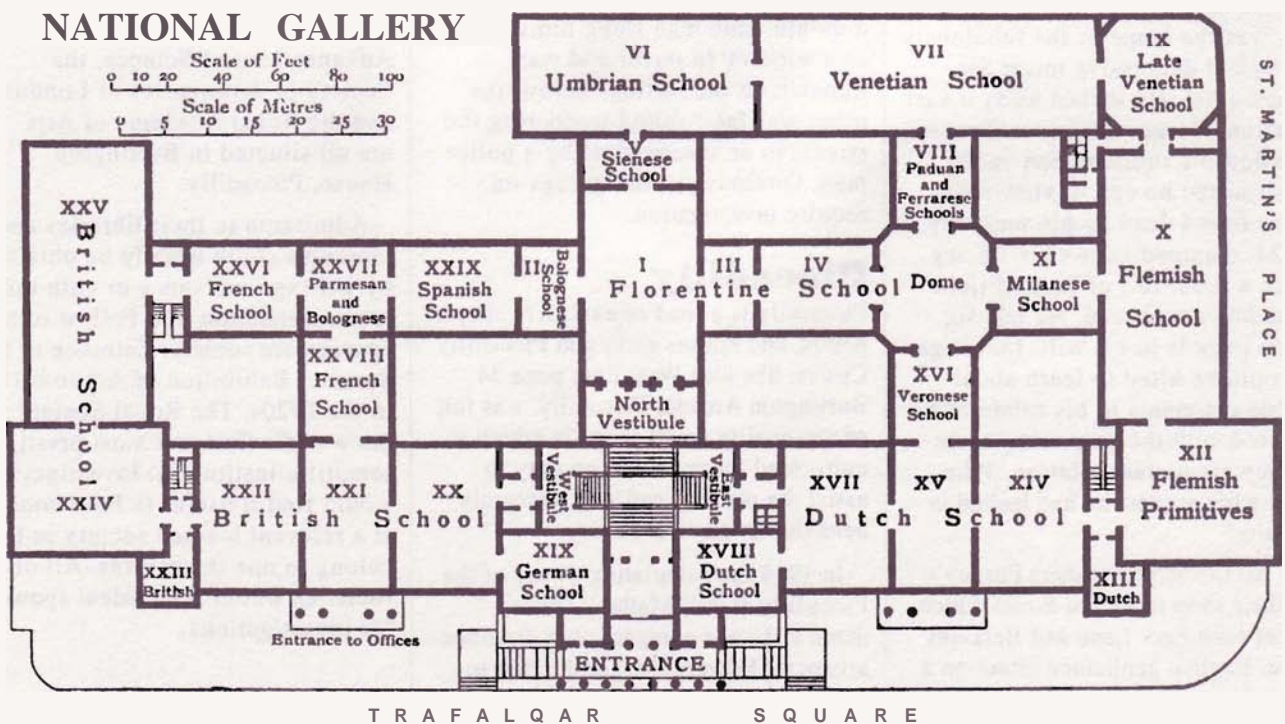 NATIONAL GALLERY
Scale of Feet
0 10 20 40 60 80 100
Scale of Metres
0 5 10 15 20 25 30
VI
Umbrian School
VII
Venetian School
IX
Late
Venetian
School
ST. MARTIN'S PLACE
V
Sienese
School
VIII
Paduan
and
Ferrarese
Schools
XXV
British School
XXVI
French
School
XXVII
Parmesan
and
Bolognese
XXIX
Spanish
School
II
Bolognese
School
I
III
IV
Florentine School
Dome
XI
Milanese
School
X
Flemish
School
XXVIII
French
School
North
Vestibule
XVI
Veronese
School
XXIV
XXII
XXI
XX
British School
West
Vestibule
East
Vestibule
XVII
XV
XIV
Dutch School
XII
Flemish
Primitives
XXIII
British
XIX
German
School
XVIII
Dutch
School
XIII
Dutch
Entrance to Offices
ENTRANCE
TRAFALQAR SQUARE